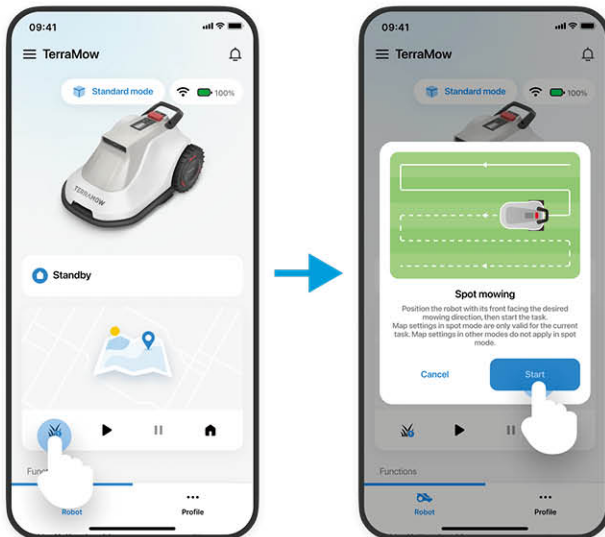 09:41
TerraMow
Standard mode
100%
TERRAMOW
Standby
Func
Robot
Profile
09:41
TerraMow
Standard mode
100%
Spot mowing
Position the robot with its front facing the desired
mowing direction, then start the task.
Map settings in spot mode are only valid for the current
task. Map settings in other modes do not apply in spot
mode.
Cancel
Start
Functions
Robot
Profile